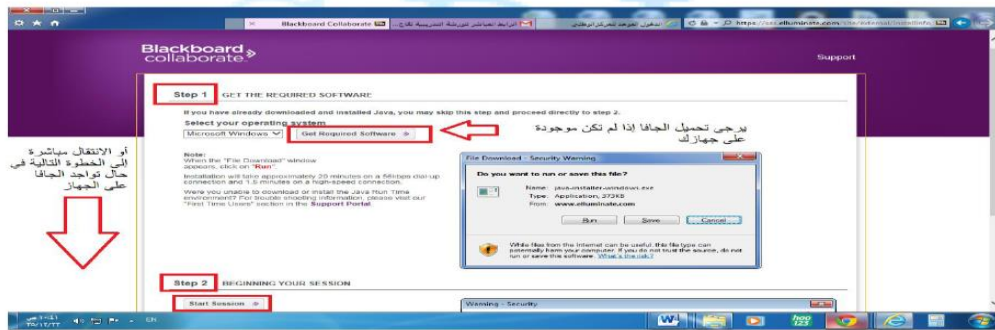 Blackboard Collaborate
https://sas.elluminate.com/site/external/installinfo
Blackboard
collaborate
Support
Step 1 GET THE REQUIRED SOFTWARE
If you have already downloaded and installed Java, you may skip this step and proceed directly to step 2.
Select your operating system
Microsoft Windows
Get Required Software
يرجى تحميل الجافا إذا لم تكن موجودة
على جهازك
أو الانتقال مباشرة
إلى الخطوة التالية في
حال تواجد الجافا
على الجهاز
Note:
When the "File Download" window
appears, click on "Run".
Installation will take approximately 20 minutes on a 56kbps dial-up
connection and 1.5 minutes on a high-speed connection.
Were you unable to download or install the Java Run Time
environment? For trouble shooting information, please visit our
"First Time Users" section in the Support Portal.
File Download - Security Warning
Do you want to run or save this file?
Name: java-installer-windows.exe
Type: Application, 373KB
From: www.elluminate.com
Run
Save
Cancel
While files from the Internet can be useful, this file type can
potentially harm your computer. If you do not trust the source, do not
run or save this software. What's the risk?
Step 2 BEGINNING YOUR SESSION
Start Session
Warning - Security
EN